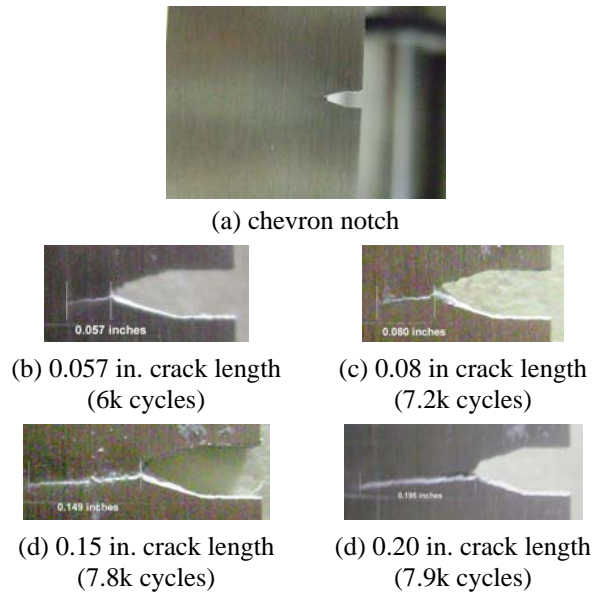 (a) chevron notch
0.057 inches
0.080 inches
(b) 0.057 in. crack length
(6k cycles)
(c) 0.08 in crack length
(7.2k cycles)
0.149 inches
0.195 inches
(d) 0.15 in. crack length
(7.8k cycles)
(d) 0.20 in. crack length
(7.9k cycles)